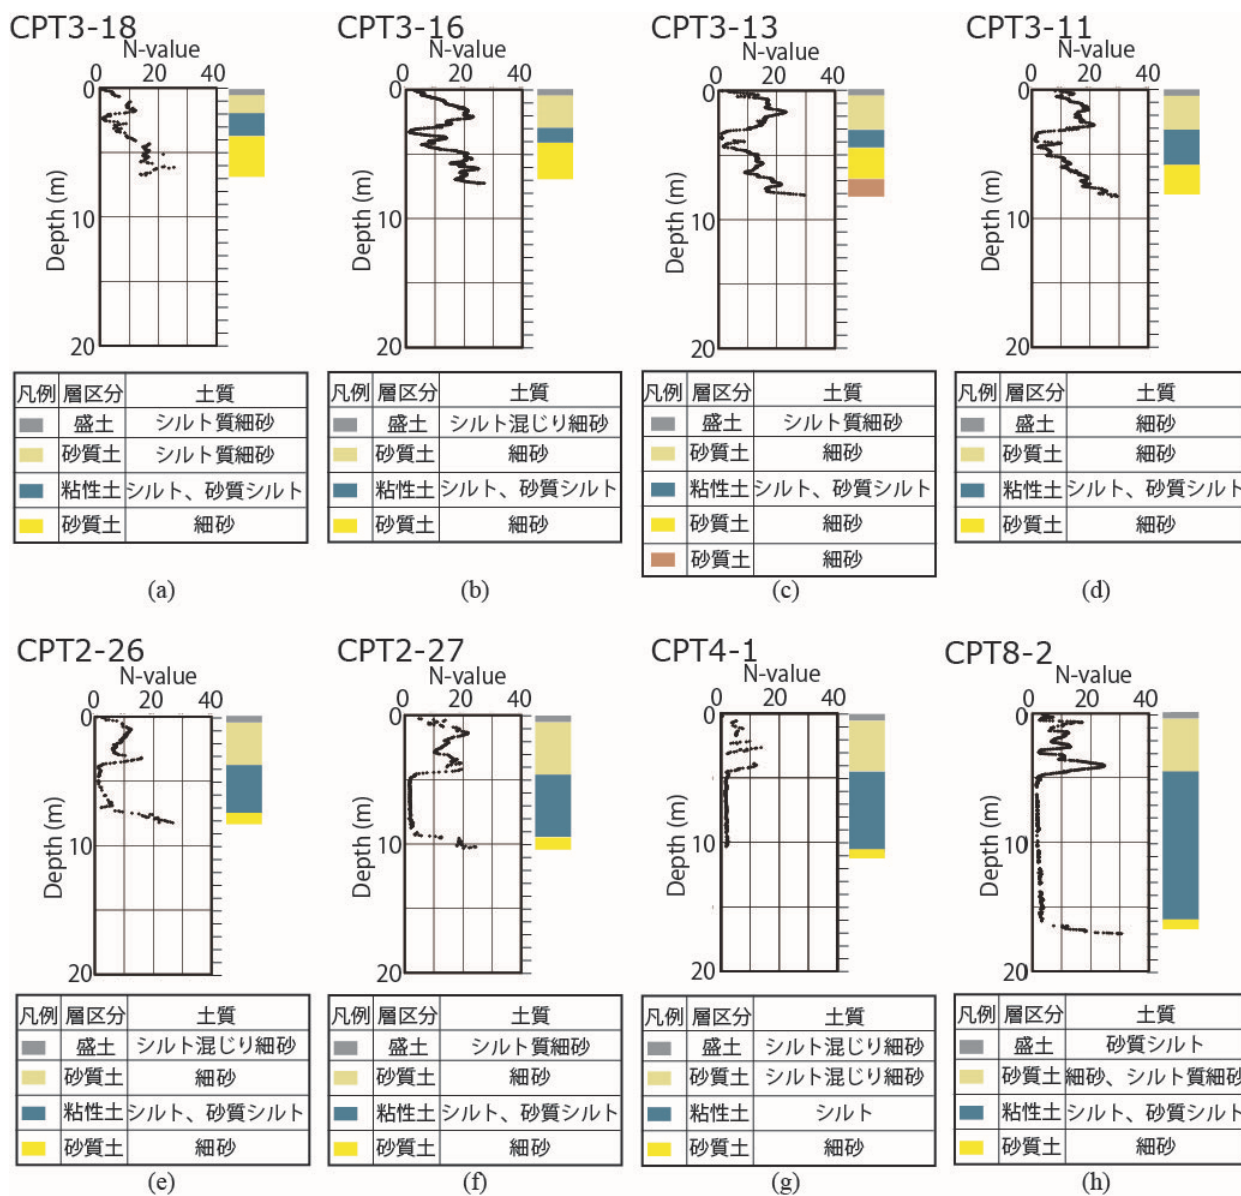 CPT3-18
N-value
0 20 40
0
10
20
Depth (m)
凡例 層区分 土質
盛土 シルト質細砂
砂質土 シルト質細砂
粘性土 シルト、砂質シルト
砂質土 細砂
(a)
CPT3-16
N-value
0 20 40
0
10
20
Depth (m)
凡例 層区分 土質
盛土 シルト混じり細砂
砂質土 細砂
粘性土 シルト、砂質シルト
砂質土 細砂
(b)
CPT3-13
N-value
0 20 40
0
10
20
Depth (m)
凡例 層区分 土質
盛土 シルト質細砂
砂質土 細砂
粘性土 シルト、砂質シルト
砂質土 細砂
砂質土 細砂
(c)
CPT3-11
N-value
0 20 40
0
10
20
Depth (m)
凡例 層区分 土質
盛土 細砂
砂質土 細砂
粘性土 シルト、砂質シルト
砂質土 細砂
(d)
CPT2-26
N-value
0 20 40
0
10
20
Depth (m)
凡例 層区分 土質
盛土 シルト混じり細砂
砂質土 細砂
粘性土 シルト、砂質シルト
砂質土 細砂
(e)
CPT2-27
N-value
0 20 40
0
10
20
Depth (m)
凡例 層区分 土質
盛土 シルト質細砂
砂質土 細砂
粘性土 シルト、砂質シルト
砂質土 細砂
(f)
CPT4-1
N-value
0 20 40
0
10
20
Depth (m)
凡例 層区分 土質
盛土 シルト混じり細砂
砂質土 シルト混じり細砂
粘性土 シルト
砂質土 細砂
(g)
CPT8-2
N-value
0 20 40
0
10
20
Depth (m)
凡例 層区分 土質
盛土 砂質シルト
砂質土 細砂、シルト質細砂
粘性土 シルト、砂質シルト
砂質土 細砂
(h)